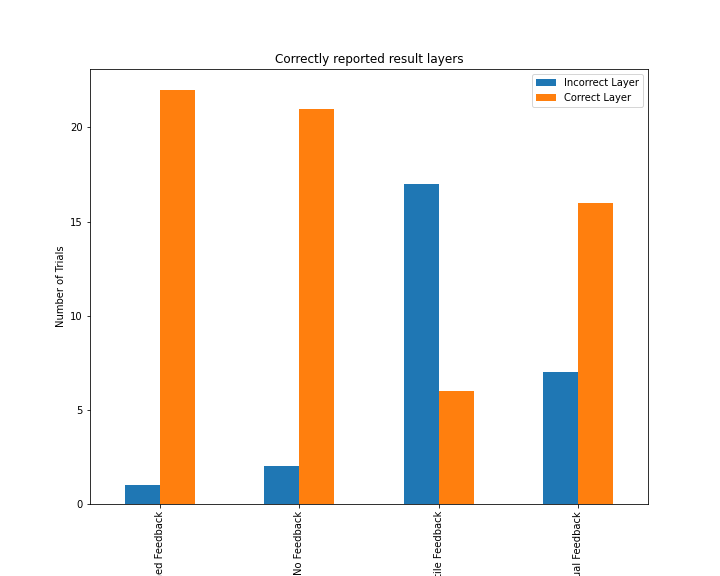 Correctly reported result layers
Incorrect Layer
Correct Layer
Number of Trials
20
15
10
5
0
ed Feedback
No Feedback
tile Feedback
ual Feedback